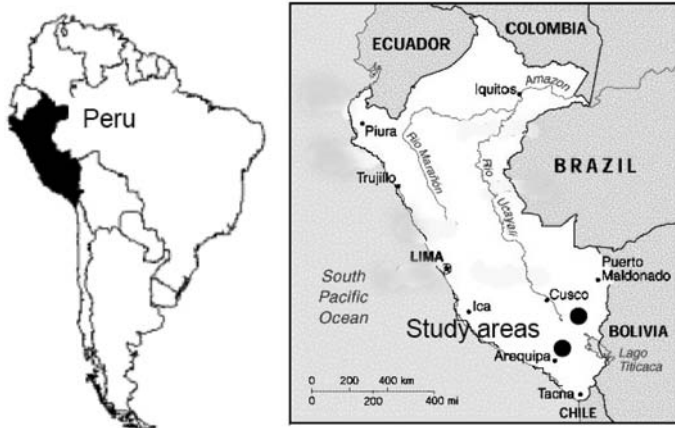 Peru
ECUADOR
COLOMBIA
Iquitos
Amazon
Piura
Rio Marañón
Trujillo
Rio Ucayali
BRAZIL
LIMA
Puerto
Maldonado
South
Pacific
Ocean
Cusco
Ica
Study areas
BOLIVIA
Arequipa
Lago
Titicaca
0 200 400 km
0 200 400 mi
Tacna
CHILE